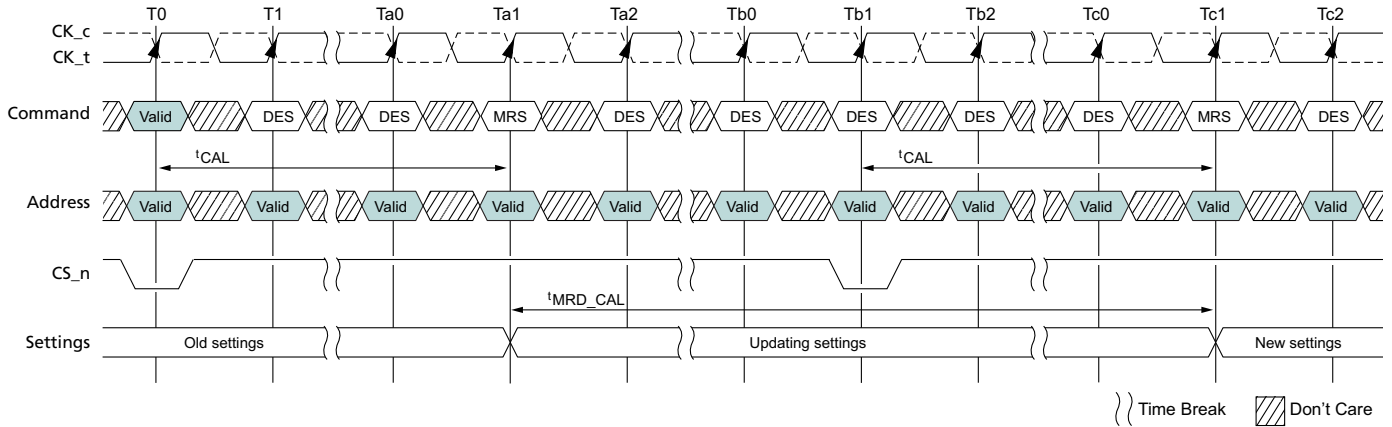 T0 T1 Ta0 Ta1 Ta2 Tb0 Tb1 Tb2 Tc0 Tc1 Tc2
CK_c
CK_t
Command Valid DES DES MRS DES DES DES DES DES MRS DES
tCAL tCAL
Address Valid Valid Valid Valid Valid Valid Valid Valid Valid Valid Valid
CS_n
tMRD_CAL
Settings Old settings Updating settings New settings
Time Break Don't Care